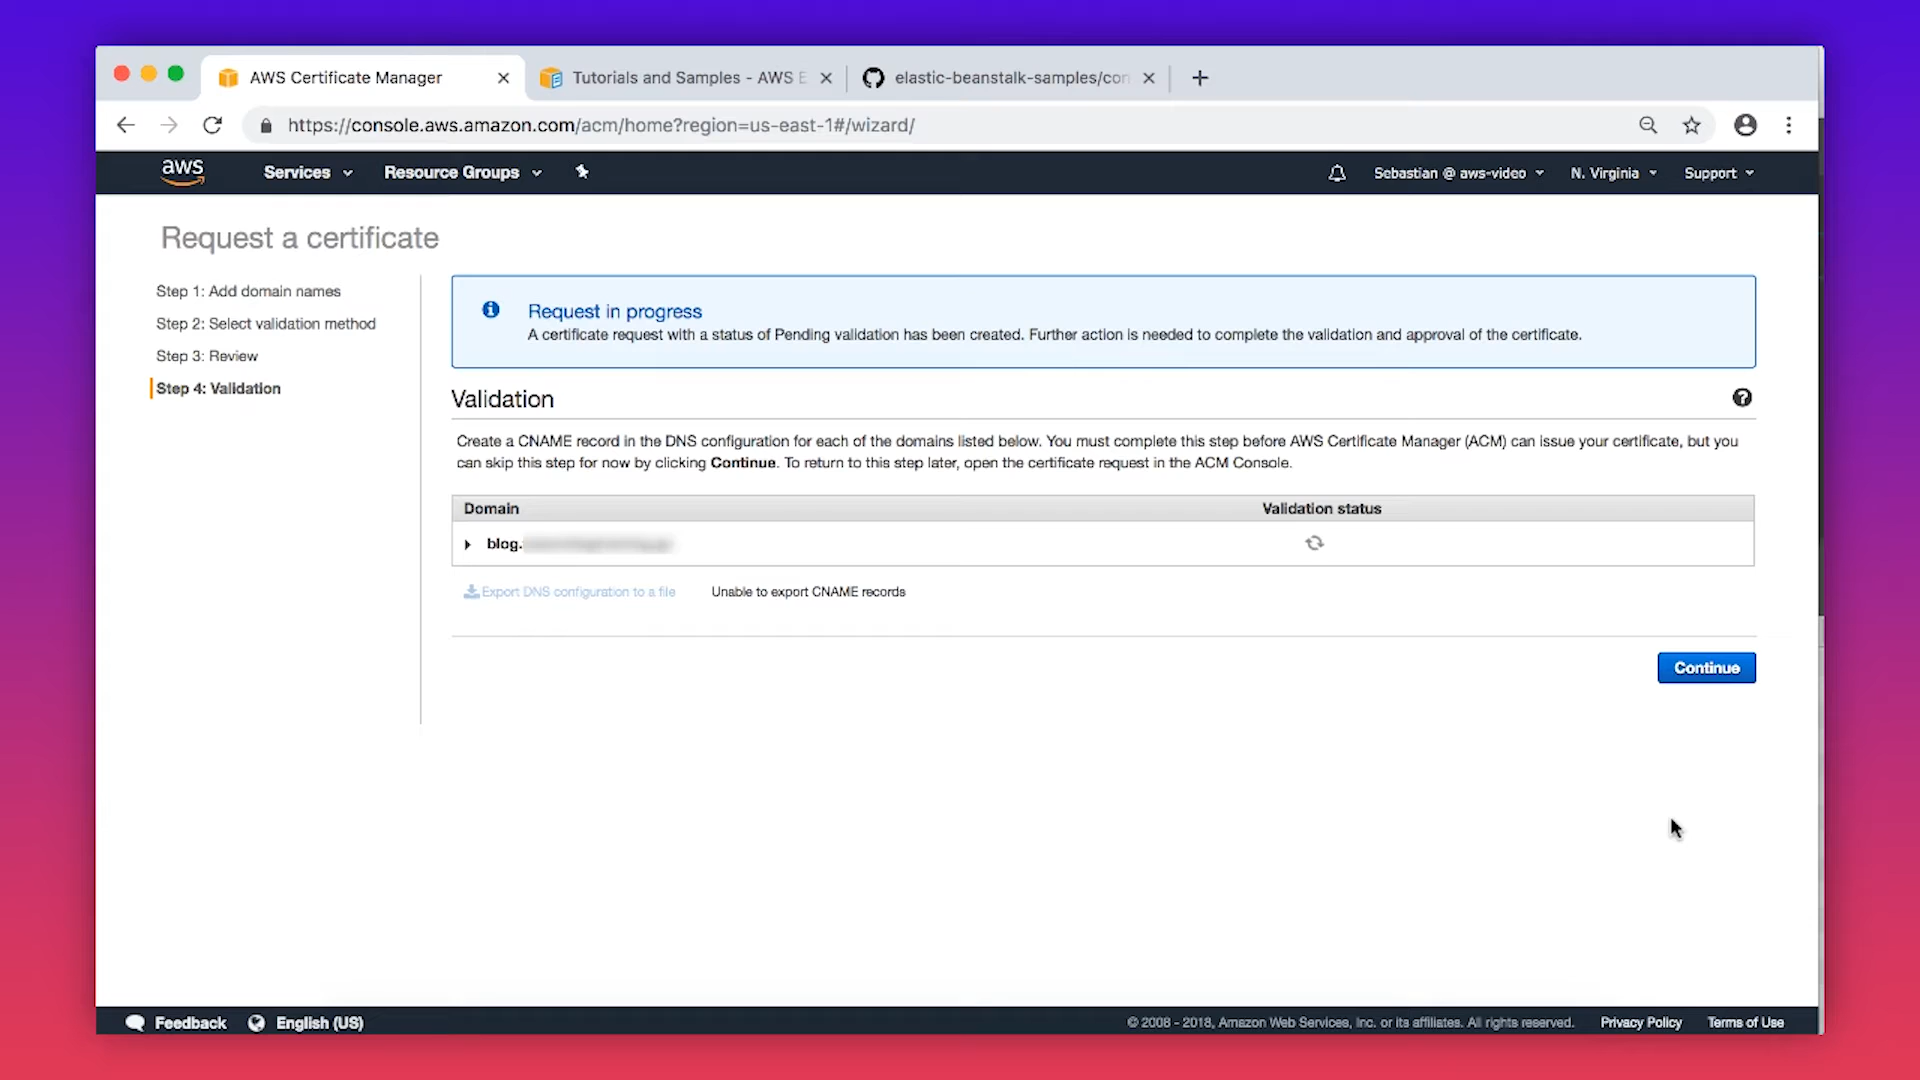 AWS Certificate Manager
Tutorials and Samples - AWS E
elastic-beanstalk-samples/con
https://console.aws.amazon.com/acm/home?region=us-east-1#/wizard/
aws
Services
Resource Groups
Sebastian @ aws-video
N. Virginia
Support
Request a certificate
Step 1: Add domain names
Step 2: Select validation method
Step 3: Review
Step 4: Validation
Request in progress
A certificate request with a status of Pending validation has been created. Further action is needed to complete the validation and approval of the certificate.
Validation
Create a CNAME record in the DNS configuration for each of the domains listed below. You must complete this step before AWS Certificate Manager (ACM) can issue your certificate, but you
can skip this step for now by clicking Continue. To return to this step later, open the certificate request in the ACM Console.
Domain
Validation status
blog.
Export DNS configuration to a file
Unable to export CNAME records
Continue
Feedback
English (US)
© 2008 - 2018, Amazon Web Services, Inc. or its affiliates. All rights reserved.
Privacy Policy
Terms of Use